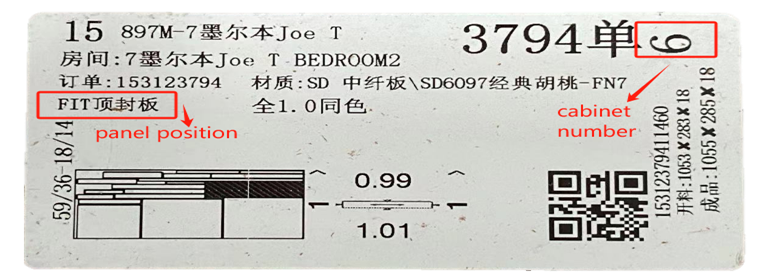 15 897M-7墨尔本Joe T
3794单
6
房间:7墨尔本Joe T BEDROOM2
订单:153123794 材质:SD 中纤板\SD6097经典胡桃-FN7
FIT顶封板 全1.0同色
panel position
cabinet
number
59/36-18/14
0.99
1
1
1.01
15312379411460
开料:1053×283×18
成品:1055×285×18